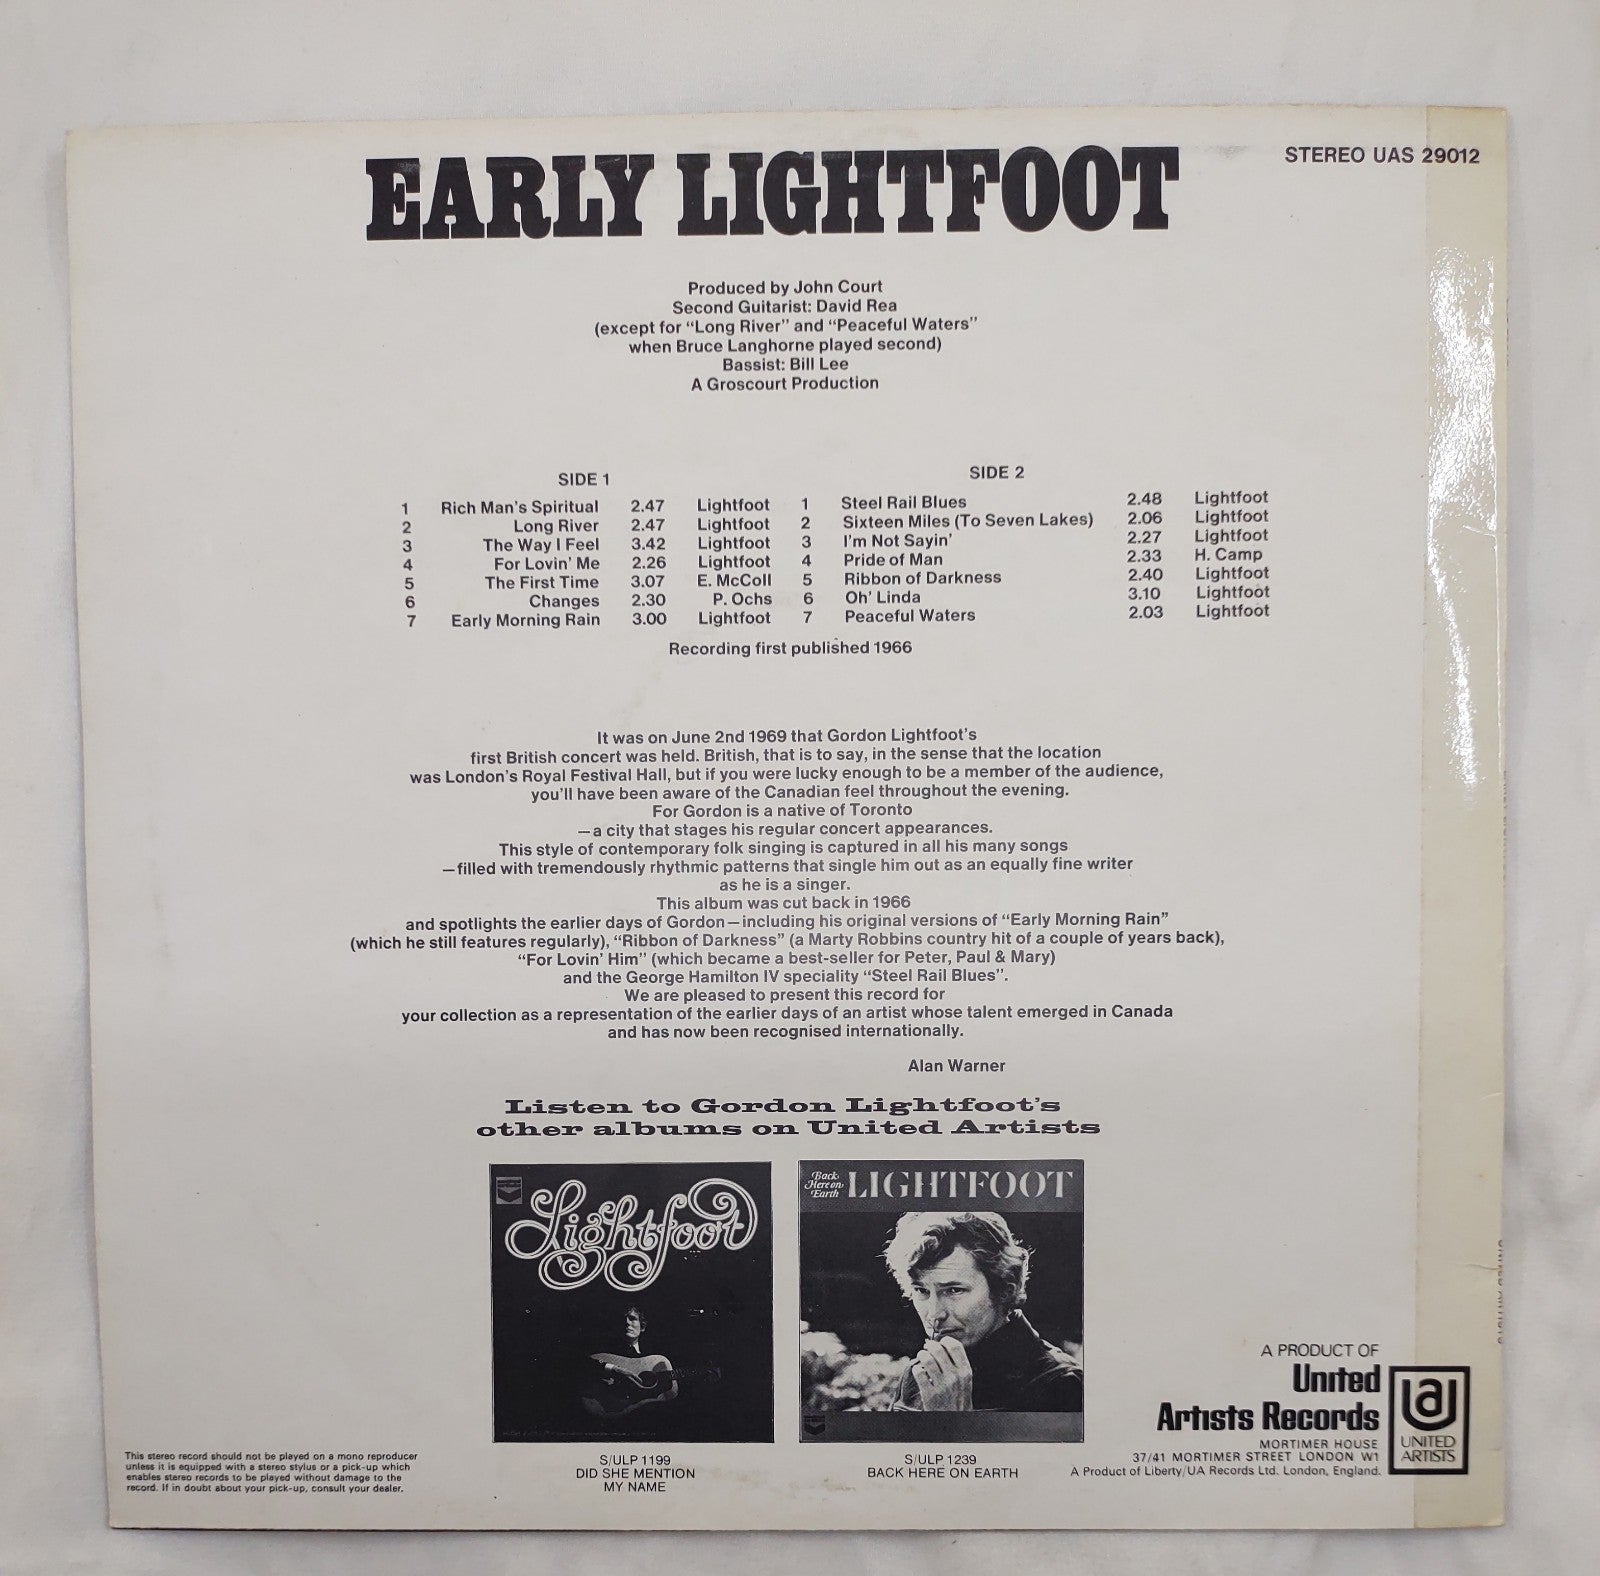 EARLY LIGHTFOOT
STEREO UAS 29012
Produced by John Court
Second Guitarist: David Rea
(except for "Long River" and "Peaceful Waters"
when Bruce Langhorne played second)
Bassist: Bill Lee
A Groscourt Production
SIDE 1
1 Rich Man's Spiritual 2.47 Lightfoot
2 Long River 2.47 Lightfoot
3 The Way I Feel 3.42 Lightfoot
4 For Lovin' Me 2.26 Lightfoot
5 The First Time 3.07 E. McColl
6 Changes 2.30 P. Ochs
7 Early Morning Rain 3.00 Lightfoot
SIDE 2
1 Steel Rail Blues 2.48 Lightfoot
2 Sixteen Miles (To Seven Lakes) 2.06 Lightfoot
3 I'm Not Sayin' 2.27 Lightfoot
4 Pride of Man 2.33 H. Camp
5 Ribbon of Darkness 2.40 Lightfoot
6 Oh' Linda 3.10 Lightfoot
7 Peaceful Waters 2.03 Lightfoot
Recording first published 1966
It was on June 2nd 1969 that Gordon Lightfoot's
first British concert was held. British, that is to say, in the sense that the location
was London's Royal Festival Hall, but if you were lucky enough to be a member of the audience,
you'll have been aware of the Canadian feel throughout the evening.
For Gordon is a native of Toronto
—a city that stages his regular concert appearances.
This style of contemporary folk singing is captured in all his many songs
—filled with tremendously rhythmic patterns that single him out as an equally fine writer
as he is a singer.
This album was cut back in 1966
and spotlights the earlier days of Gordon—including his original versions of "Early Morning Rain"
(which he still features regularly), "Ribbon of Darkness" (a Marty Robbins country hit of a couple of years back),
"For Lovin' Him" (which became a best-seller for Peter, Paul & Mary)
and the George Hamilton IV speciality "Steel Rail Blues".
We are pleased to present this record for
your collection as a representation of the earlier days of an artist whose talent emerged in Canada
and has now been recognised internationally.
Alan Warner
Listen to Gordon Lightfoot's
other albums on United Artists
Lightfoot
S/ULP 1199
DID SHE MENTION
MY NAME
Back
Here on
Earth
LIGHTFOOT
S/ULP 1239
BACK HERE ON EARTH
This stereo record should not be played on a mono reproducer
unless it is equipped with a stereo stylus or a pick-up which
enables stereo records to be played without damage to the
record. If in doubt about your pick-up, consult your dealer.
A PRODUCT OF
United
Artists Records
MORTIMER HOUSE
37/41 MORTIMER STREET LONDON W1
A Product of Liberty/UA Records Ltd. London, England.
ua
UNITED
ARTISTS